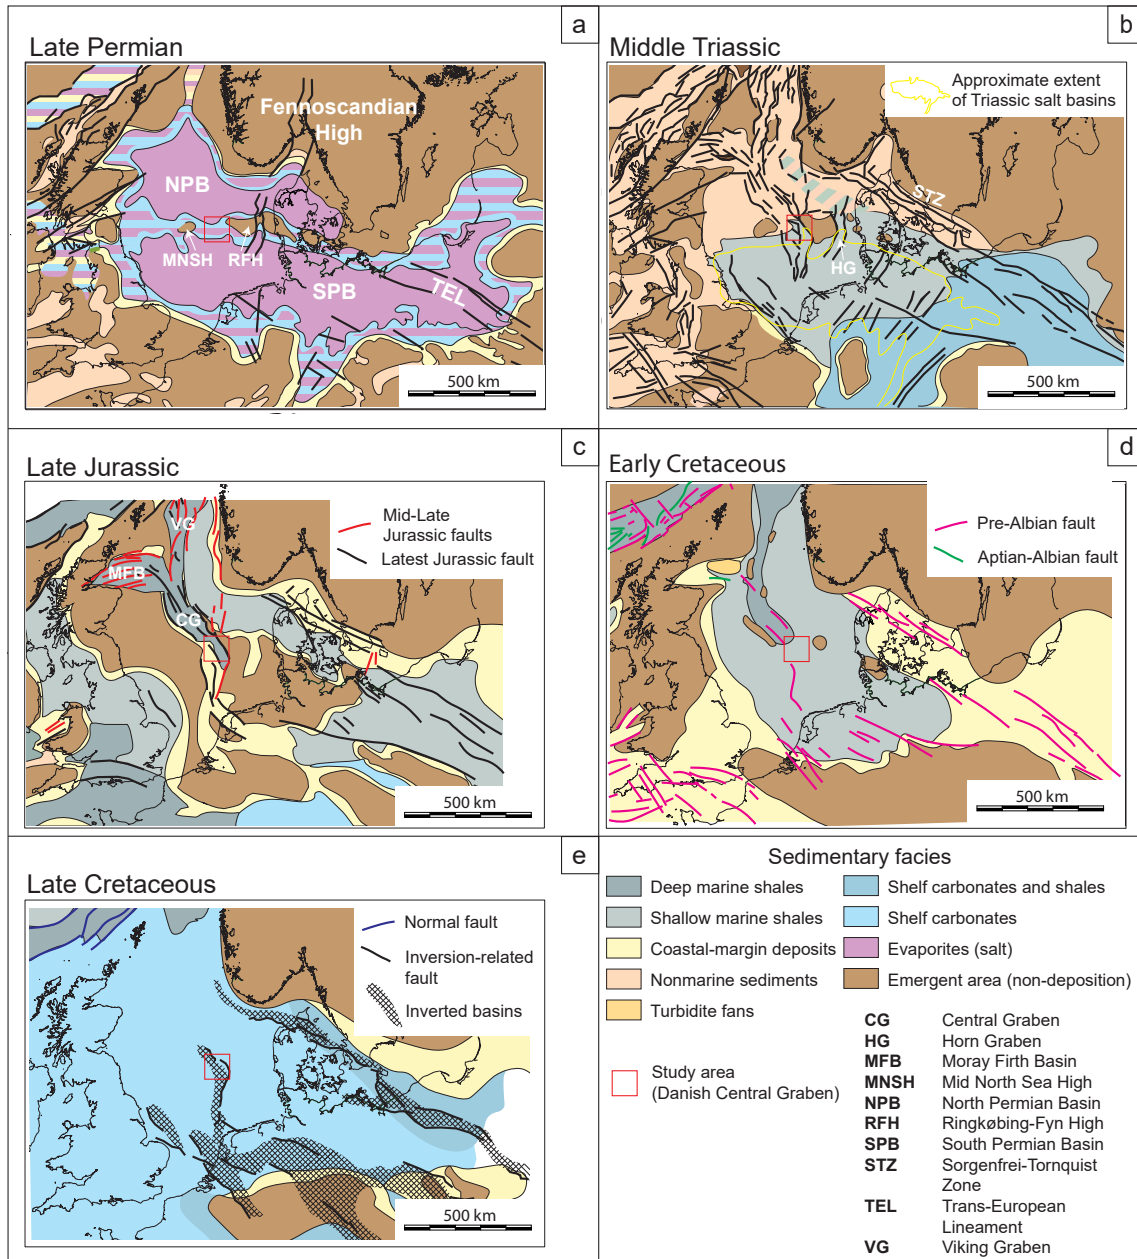 a
Late Permian
Fennoscandian
High
NPB
MNSH
RFH
SPB
TEL
500 km
b
Middle Triassic
Approximate extent
of Triassic salt basins
STZ
HG
500 km
c
Late Jurassic
VG
Mid-Late
Jurassic faults
Latest Jurassic fault
MFB
CG
500 km
d
Early Cretaceous
Pre-Albian fault
Aptian-Albian fault
500 km
e
Late Cretaceous
Normal fault
Inversion-related
fault
Inverted basins
500 km
Sedimentary facies
Deep marine shales
Shallow marine shales
Coastal-margin deposits
Nonmarine sediments
Turbidite fans
Shelf carbonates and shales
Shelf carbonates
Evaporites (salt)
Emergent area (non-deposition)
Study area
(Danish Central Graben)
CG Central Graben
HG Horn Graben
MFB Moray Firth Basin
MNSH Mid North Sea High
NPB North Permian Basin
RFH Ringkøbing-Fyn High
SPB South Permian Basin
STZ Sorgenfrei-Tornquist
Zone
TEL Trans-European
Lineament
VG Viking Graben